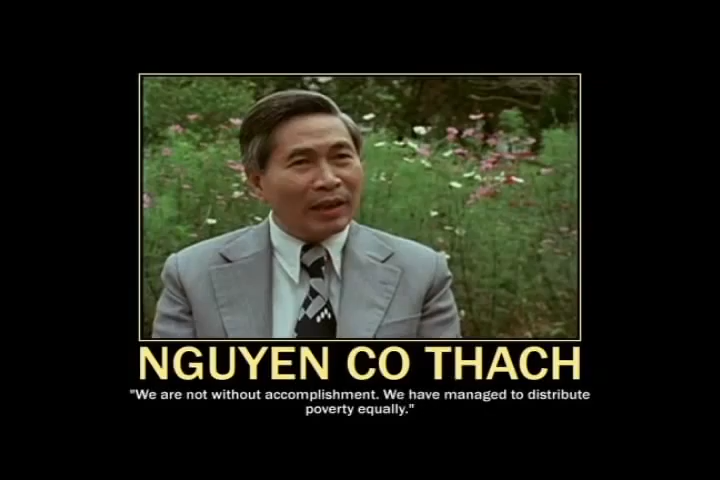 NGUYEN CO THACH
"We are not without accomplishment. We have managed to distribute
poverty equally."